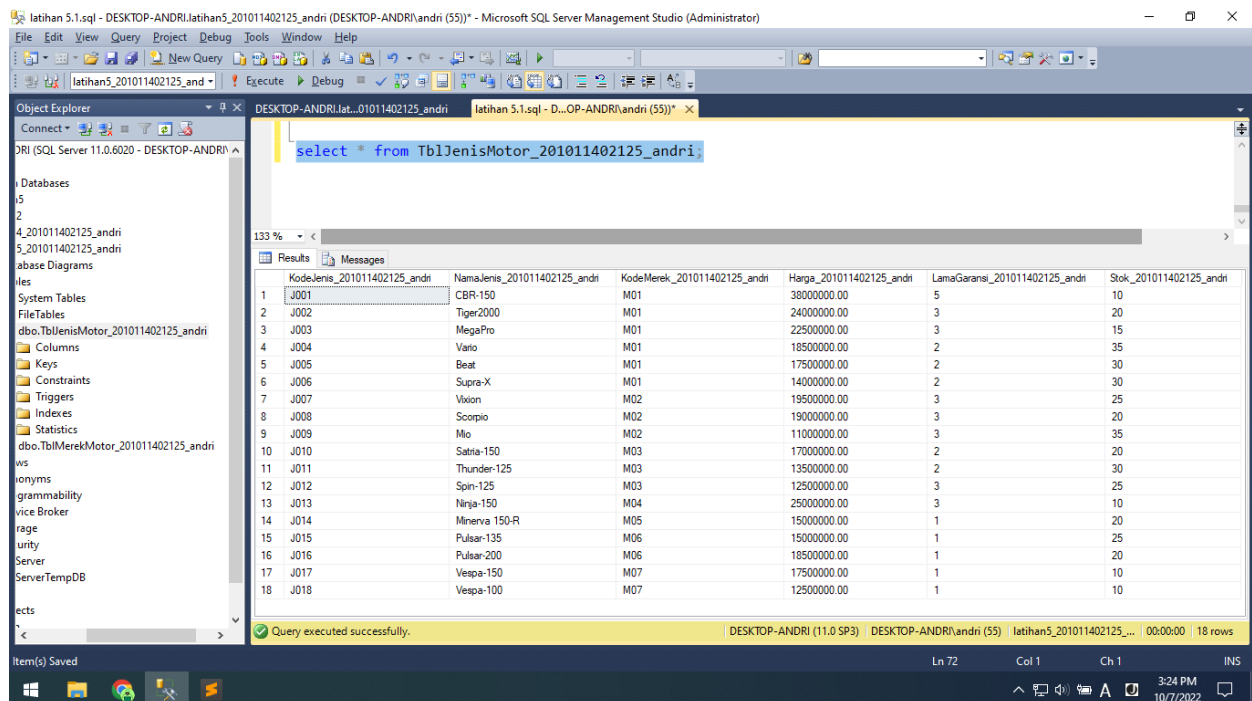 latihan 5.1.sql - DESKTOP-ANDRI.latihan5_201011402125_andri (DESKTOP-ANDRI\andri (55))* - Microsoft SQL Server Management Studio (Administrator)
File Edit View Query Project Debug Tools Window Help
New Query
latihan5_201011402125_and Execute Debug
Object Explorer
Connect
DRI (SQL Server 11.0.6020 - DESKTOP-ANDRI\
Databases
4_201011402125_andri
5_201011402125_andri
abase Diagrams
les
System Tables
FileTables
dbo.TblJenisMotor_201011402125_andri
Columns
Keys
Constraints
Triggers
Indexes
Statistics
dbo.TblMerekMotor_201011402125_andri
ws
onyms
grammability
vice Broker
rage
urity
Server
ServerTempDB
ects
DESKTOP-ANDRI.lat...01011402125_andri latihan 5.1.sql - D...OP-ANDRI\andri (55))*
select * from TblJenisMotor_201011402125_andri;
133 %
Results Messages
KodeJenis_201011402125_andri NamaJenis_201011402125_andri KodeMerek_201011402125_andri Harga_201011402125_andri LamaGaransi_201011402125_andri Stok_201011402125_andri
1 J001 CBR-150 M01 38000000.00 5 10
2 J002 Tiger2000 M01 24000000.00 3 20
3 J003 MegaPro M01 22500000.00 3 15
4 J004 Vario M01 18500000.00 2 35
5 J005 Beat M01 17500000.00 2 30
6 J006 Supra-X M01 14000000.00 2 30
7 J007 Vixion M02 19500000.00 3 25
8 J008 Scorpio M02 19000000.00 3 20
9 J009 Mio M02 11000000.00 3 35
10 J010 Satria-150 M03 17000000.00 2 20
11 J011 Thunder-125 M03 13500000.00 2 30
12 J012 Spin-125 M03 12500000.00 3 25
13 J013 Ninja-150 M04 25000000.00 3 10
14 J014 Minerva 150-R M05 15000000.00 1 20
15 J015 Pulsar-135 M06 15000000.00 1 25
16 J016 Pulsar-200 M06 18500000.00 1 20
17 J017 Vespa-150 M07 17500000.00 1 10
18 J018 Vespa-100 M07 12500000.00 1 10
Query executed successfully. DESKTOP-ANDRI (11.0 SP3) DESKTOP-ANDRI\andri (55) latihan5_201011402125_... 00:00:00 18 rows
Item(s) Saved Ln 72 Col 1 Ch 1 INS
A 3:24 PM
10/7/2022